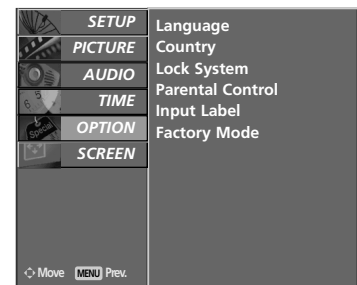 SETUP
PICTURE
AUDIO
TIME
OPTION
SCREEN
Language
Country
Lock System
Parental Control
Input Label
Factory Mode
Move MENU Prev.